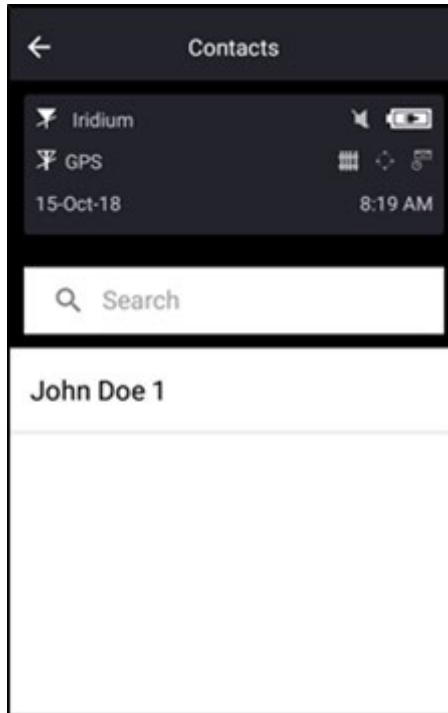 Contacts
Iridium
GPS
15-Oct-18 8:19 AM
Search
John Doe 1